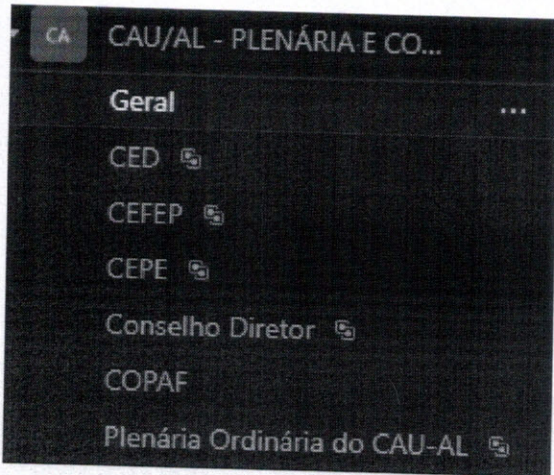 CA CAU/AL - PLENÁRIA E CO...
Geral ...
CED
CEFEP
CEPE
Conselho Diretor
COPAF
Plenária Ordinária do CAU-AL